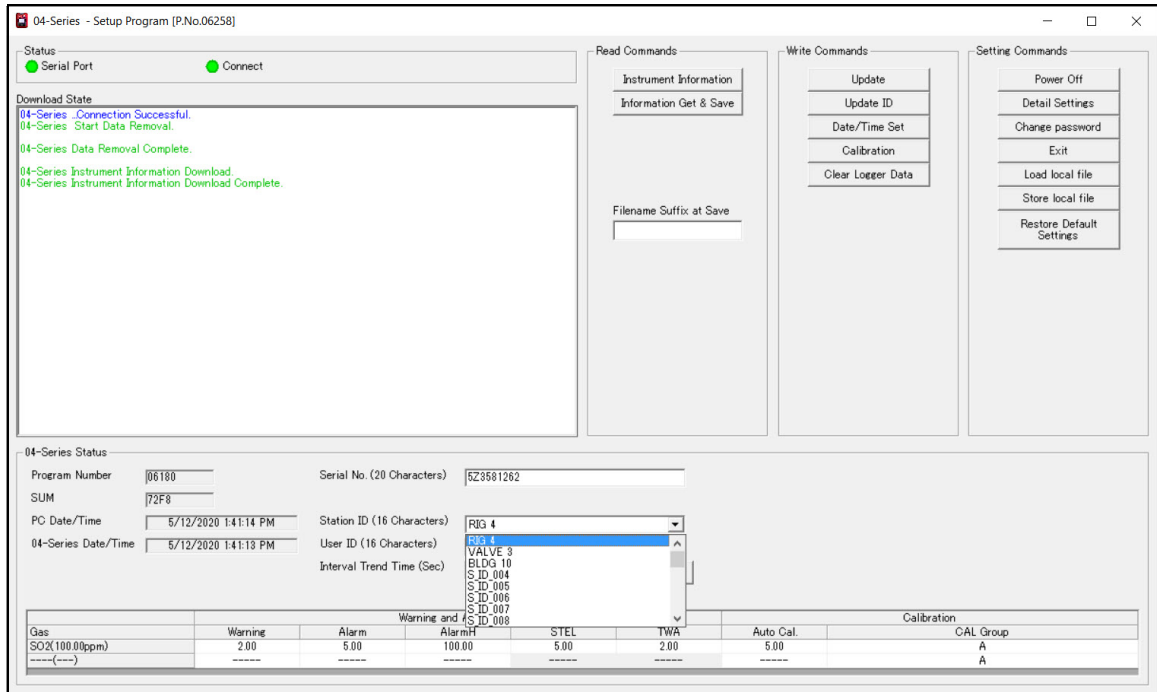 04-Series - Setup Program [P.No.06258]
Status
Serial Port
Connect
Download State
04-Series ..Connection Successful.
04-Series Start Data Removal.
04-Series Data Removal Complete.
04-Series Instrument Information Download.
04-Series Instrument Information Download Complete.
Read Commands
Instrument Information
Information Get & Save
Filename Suffix at Save
Write Commands
Update
Update ID
Date/Time Set
Calibration
Clear Logger Data
Setting Commands
Power Off
Detail Settings
Change password
Exit
Load local file
Store local file
Restore Default
Settings
04-Series Status
Program Number 06180
SUM 72F8
PC Date/Time 5/12/2020 1:41:14 PM
04-Series Date/Time 5/12/2020 1:41:13 PM
Serial No. (20 Characters) 5Z3581262
Station ID (16 Characters) RIG 4
User ID (16 Characters)
Interval Trend Time (Sec)
RIG 4
VALVE 3
BLDG 10
S_ID_004
S_ID_005
S_ID_006
S_ID_007
S_ID_008
Warning and Calibration
Gas Warning Alarm AlarmH STEL TWA Auto Cal. CAL Group
SO2(100.00ppm) 2.00 5.00 100.00 5.00 2.00 5.00 A
----(---) ----- ----- ----- ----- ----- ----- A